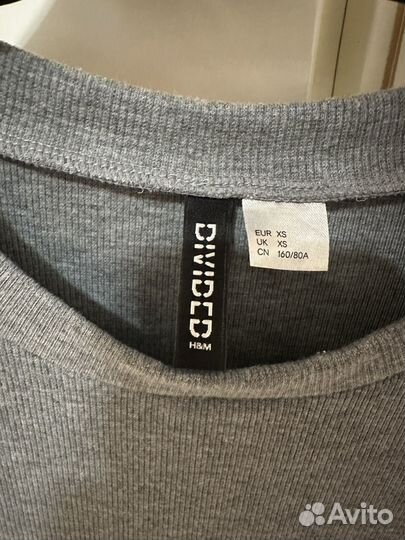 DIVIDED
H&M
EUR XS
UK XS
CN 160/80A
Avito